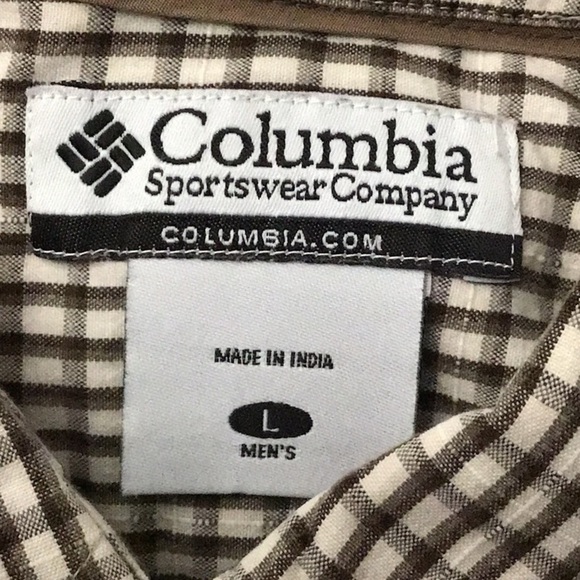 Columbia
Sportswear Company
COLUMBIA.COM
MADE IN INDIA
L
MEN'S